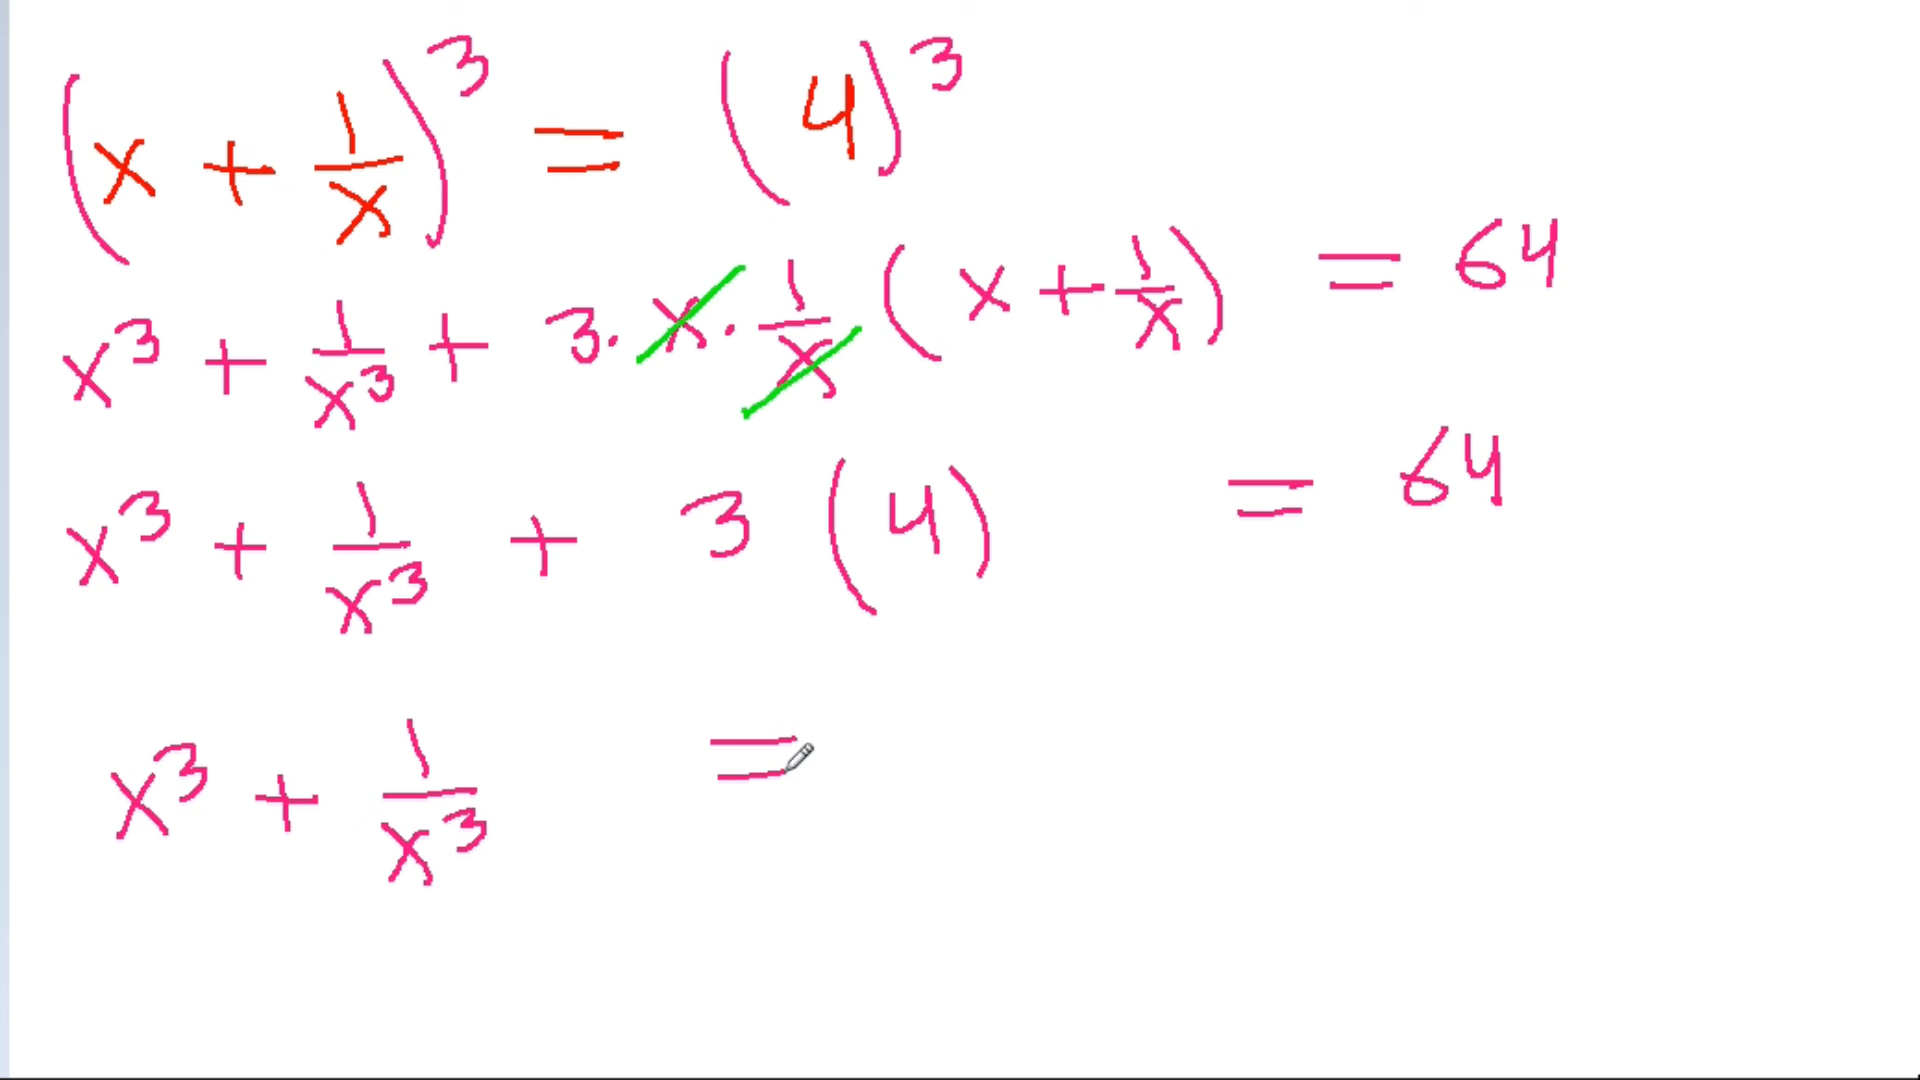 (x + 1/x)³ = (4)³
x³ + 1/x³ + 3 · x · 1/x (x + 1/x) = 64
x³ + 1/x³ + 3 (4) = 64
x³ + 1/x³ =